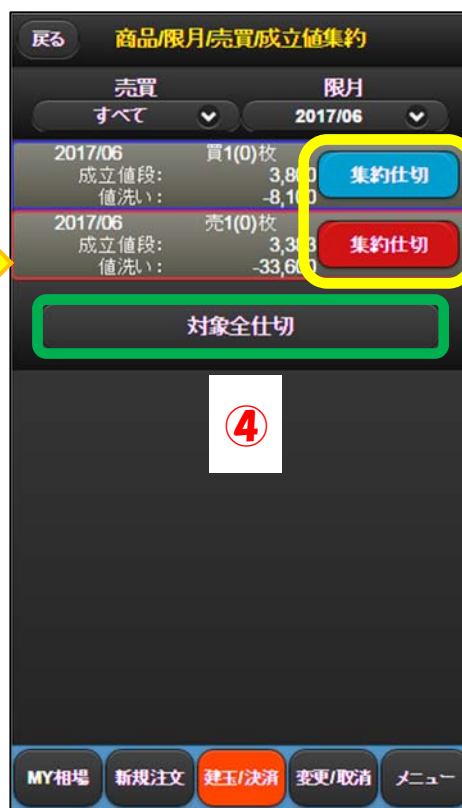 戻る 商品/限月/売買/成立値集約
売買 限月
すべて 2017/06
2017/06 買1(0)枚
成立値段:
値洗い:
集約仕切
2017/06 売1(0)枚
成立値段:
値洗い:
集約仕切
対象全仕切
④
MY相場 新規注文 建玉/決済 変更/取消 メニュー